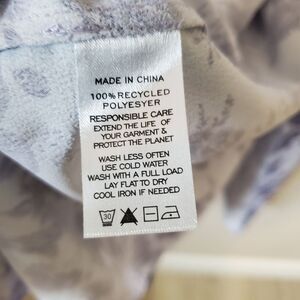 MADE IN CHINA
100% RECYCLED
POLYESYER
RESPONSIBLE CARE
EXTEND THE LIFE OF
YOUR GARMENT &
PROTECT THE PLANET
WASH LESS OFTEN
USE COLD WATER
WASH WITH A FULL LOAD
LAY FLAT TO DRY
COOL IRON IF NEEDED
30